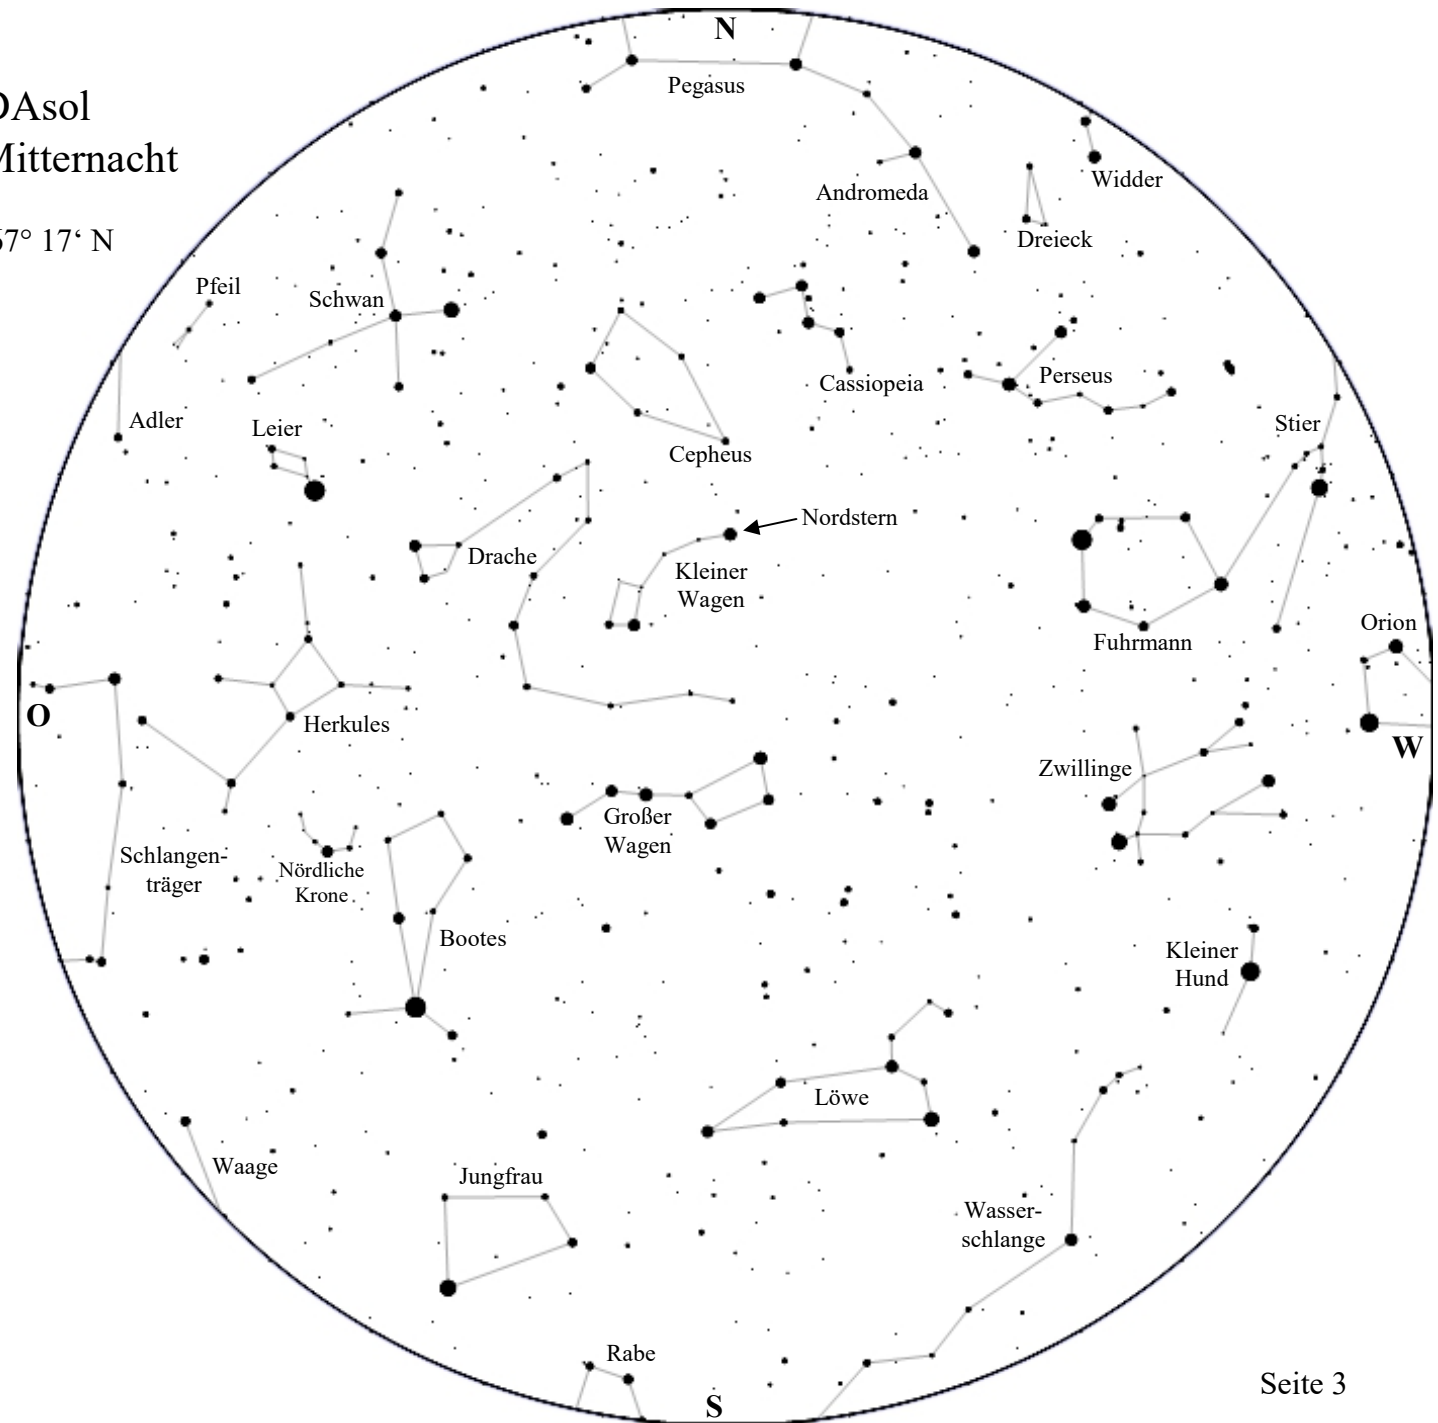 N
DAsol
Mitternacht
67° 17‘ N
Pegasus
Widder
Andromeda
Dreieck
Pfeil
Schwan
Cassiopeia
Perseus
Adler
Leier
Stier
Cepheus
Nordstern
Drache
Kleiner
Wagen
Fuhrmann
Orion
O
Herkules
W
Zwillinge
Großer
Wagen
Schlangen-
träger
Nördliche
Krone
Bootes
Kleiner
Hund
Löwe
Waage
Jungfrau
Wasser-
schlange
Rabe
S
Seite 3